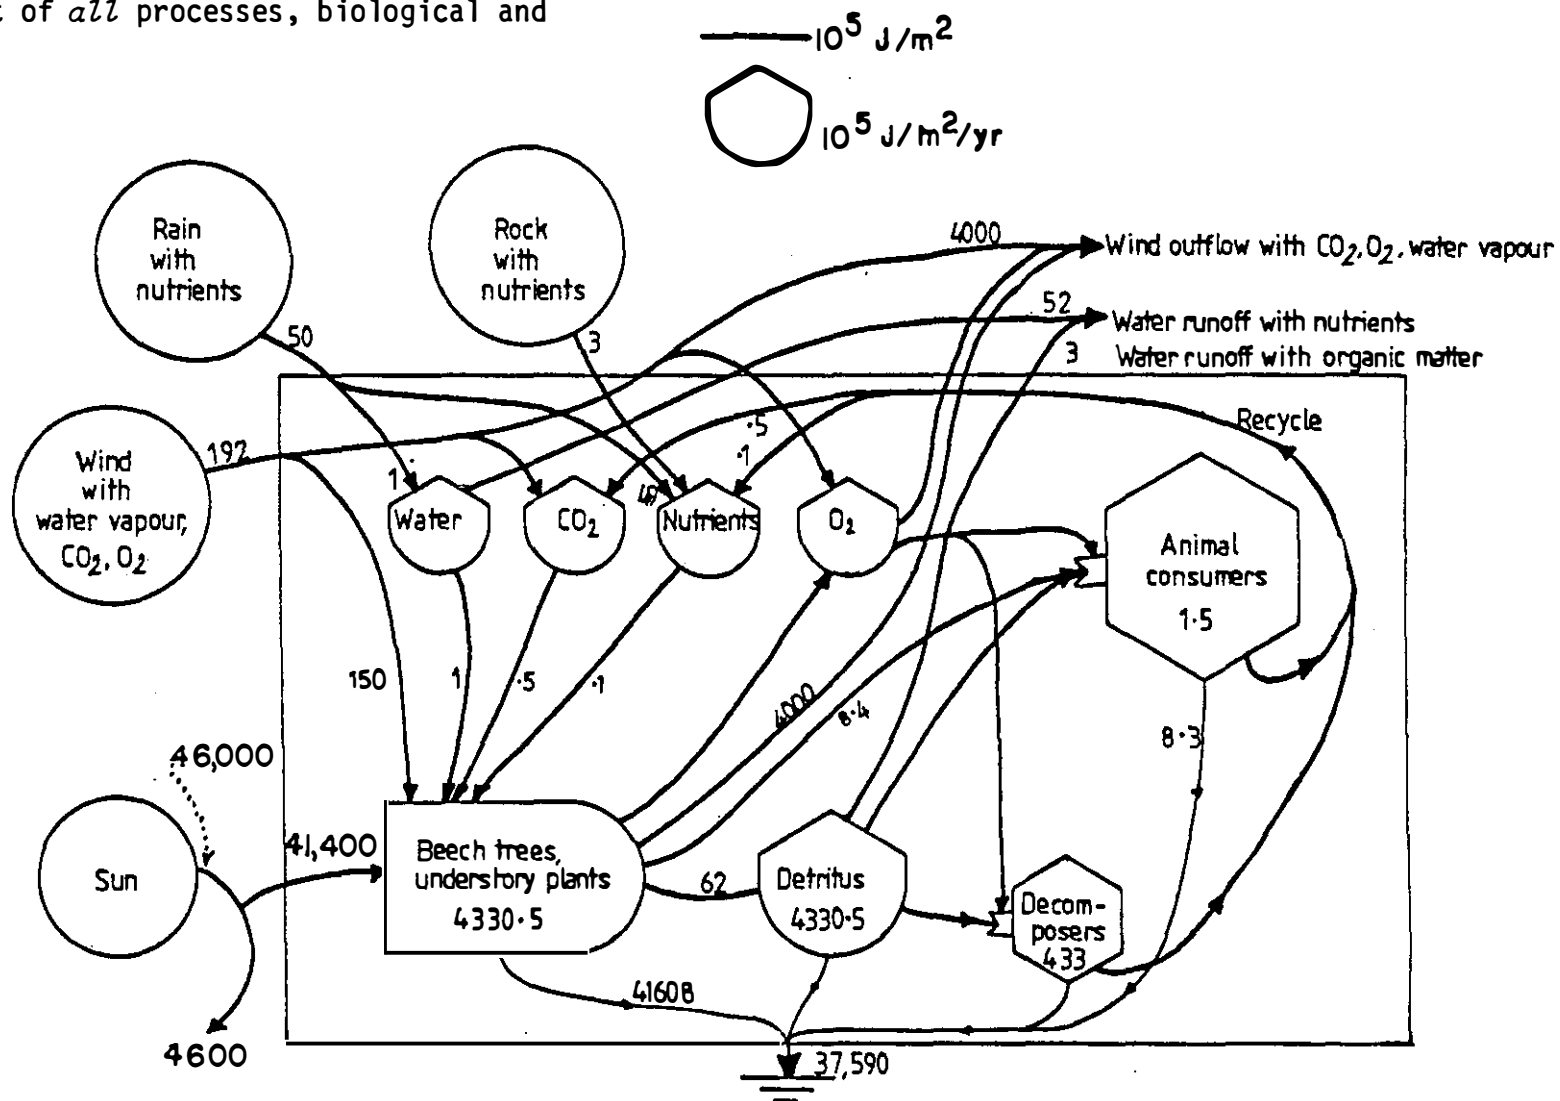 t of all processes, biological and
10⁵ J/m²
10⁵ J/m²/yr
Rain
with
nutrients
Rock
with
nutrients
4000
Wind outflow with CO₂, O₂, water vapour
50
3
52
Water runoff with nutrients
3
Water runoff with organic matter
Recycle
Wind
with
water vapour,
CO₂, O₂
192
·5
·1
1
Water
CO₂
Nutrients
O₂
Animal
consumers
1·5
150
1
·5
·1
4000
8·4
8·3
46,000
Sun
41,400
Beech trees,
understory plants
4330·5
62
Detritus
4330·5
Decom-
posers
433
41608
4600
37,590